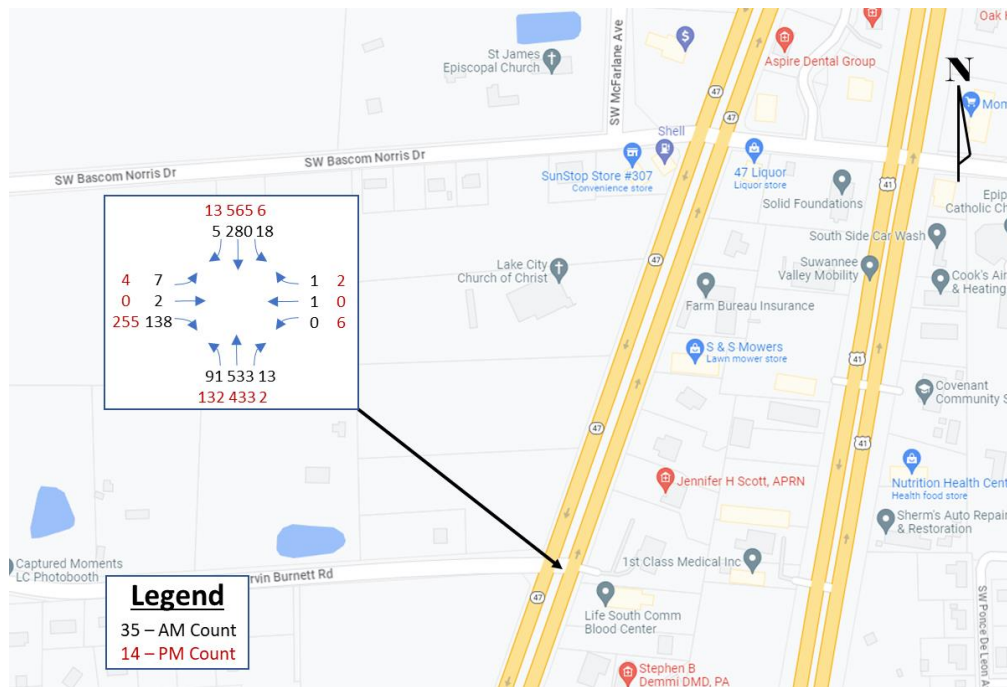 Oak H
St James
Episcopal Church
SW McFarlane Ave
$
Aspire Dental Group
N
47
47
Mom
Shell
SW Bascom Norris Dr
SW Bascom Norris Dr
SunStop Store #307
Convenience store
47 Liquor
Liquor store
41
Solid Foundations
Epip
Catholic Ch
13 565 6
5 280 18
4 7
1 2
0 2
1 0
255 138
0 6
91 533 13
132 433 2
South Side Car Wash
Lake City
Church of Christ
47
Suwannee
Valley Mobility
Cook's Air
& Heating
Farm Bureau Insurance
S & S Mowers
Lawn mower store
41
Covenant
Community S
47
41
Jennifer H Scott, APRN
Nutrition Health Cent
Health food store
Sherm's Auto Repair
& Restoration
Captured Moments
LC Photobooth
rvin Burnett Rd
1st Class Medical Inc
47
Life South Comm
Blood Center
SW Ponce De Leon A
Legend
35 – AM Count
14 – PM Count
Stephen B
Demmi DMD, PA